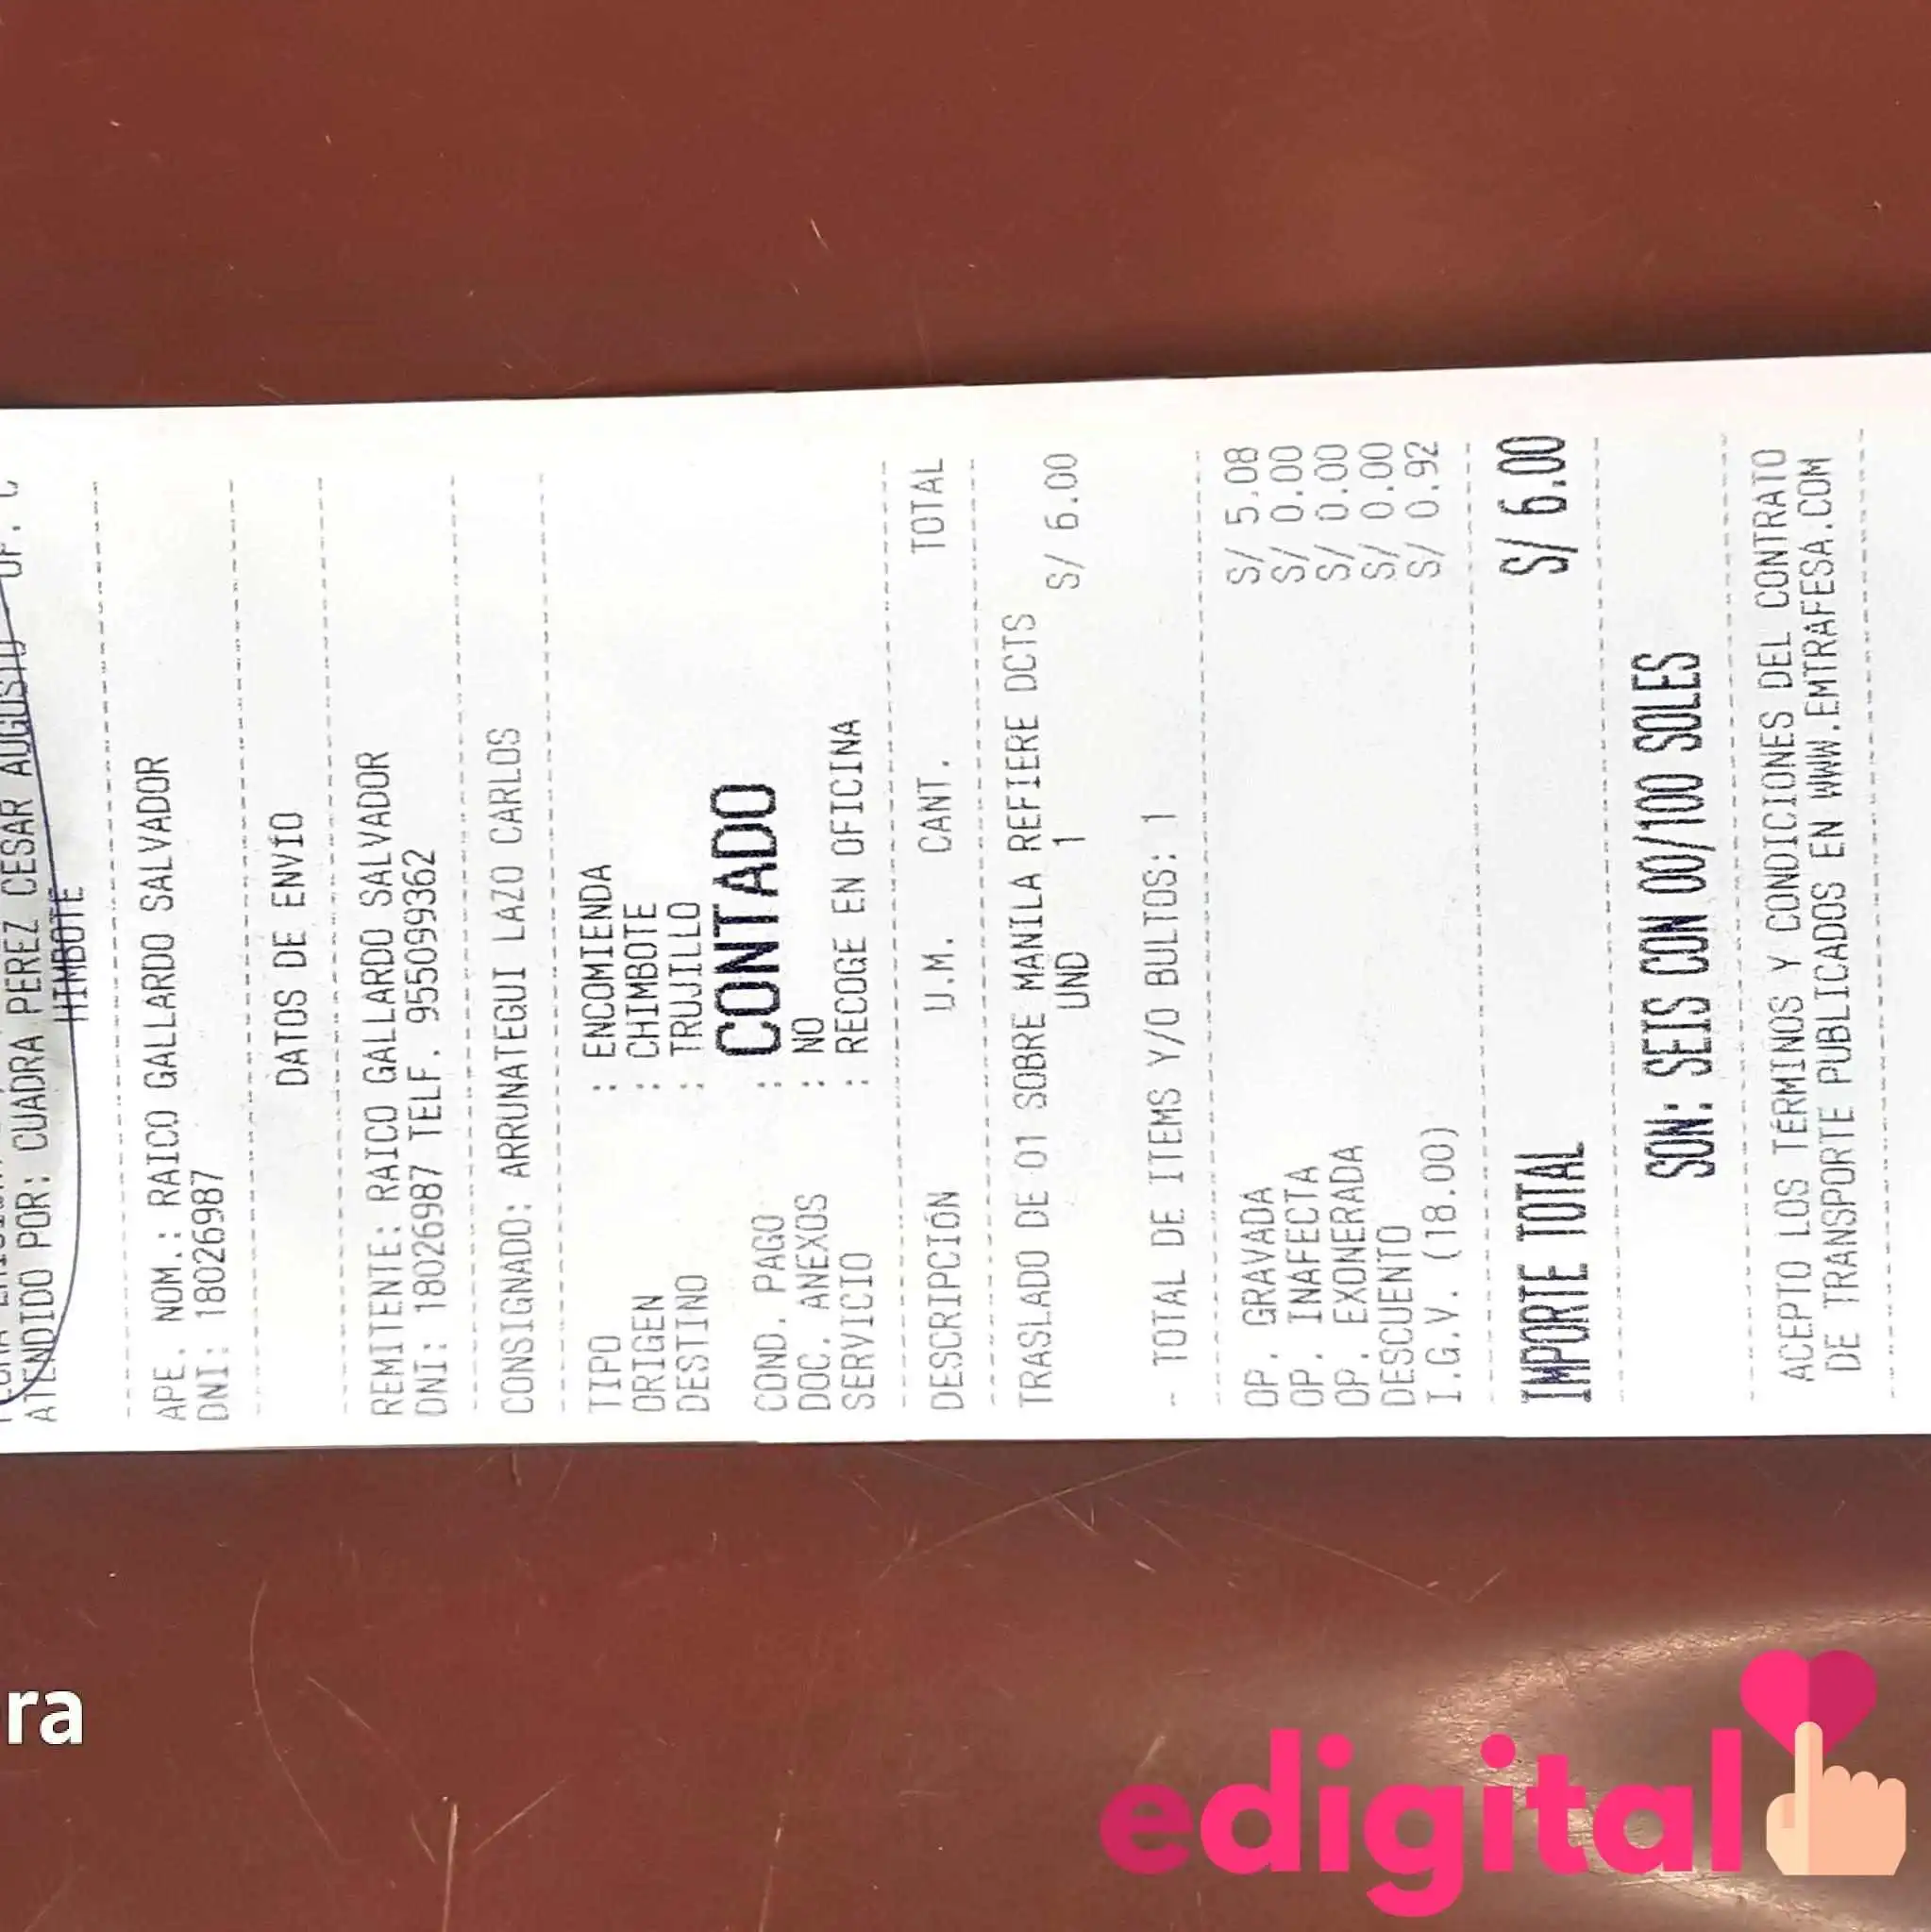 ATENDIDO POR: CUADRA PEREZ CESAR AUGUSTO OF. C
HIMBOTE
APE. NOM.: RAICO GALLARDO SALVADOR
DNI: 18026987
DATOS DE ENVÍO
REMITENTE: RAICO GALLARDO SALVADOR
DNI: 18026987 TELF. 955099362
CONSIGNADO: ARRUNATEGUI LAZO CARLOS
TIPO : ENCOMIENDA
ORIGEN : CHIMBOTE
DESTINO : TRUJILLO
COND. PAGO : CONTADO
DOC. ANEXOS : NO
SERVICIO : RECOGE EN OFICINA
DESCRIPCIÓN U.M. CANT. TOTAL
TRASLADO DE 01 SOBRE MANILA REFIERE DCTS
UND 1 S/ 6.00
- TOTAL DE ITEMS Y/O BULTOS: 1
OP. GRAVADA S/ 5.08
OP. INAFECTA S/ 0.00
OP. EXONERADA S/ 0.00
DESCUENTO S/ 0.00
I.G.V. (18.00) S/ 0.92
IMPORTE TOTAL S/ 6.00
SON: SEIS CON 00/100 SOLES
ACEPTO LOS TÉRMINOS Y CONDICIONES DEL CONTRATO
DE TRANSPORTE PUBLICADOS EN WWW.EMTRAFESA.COM
ra
edigital